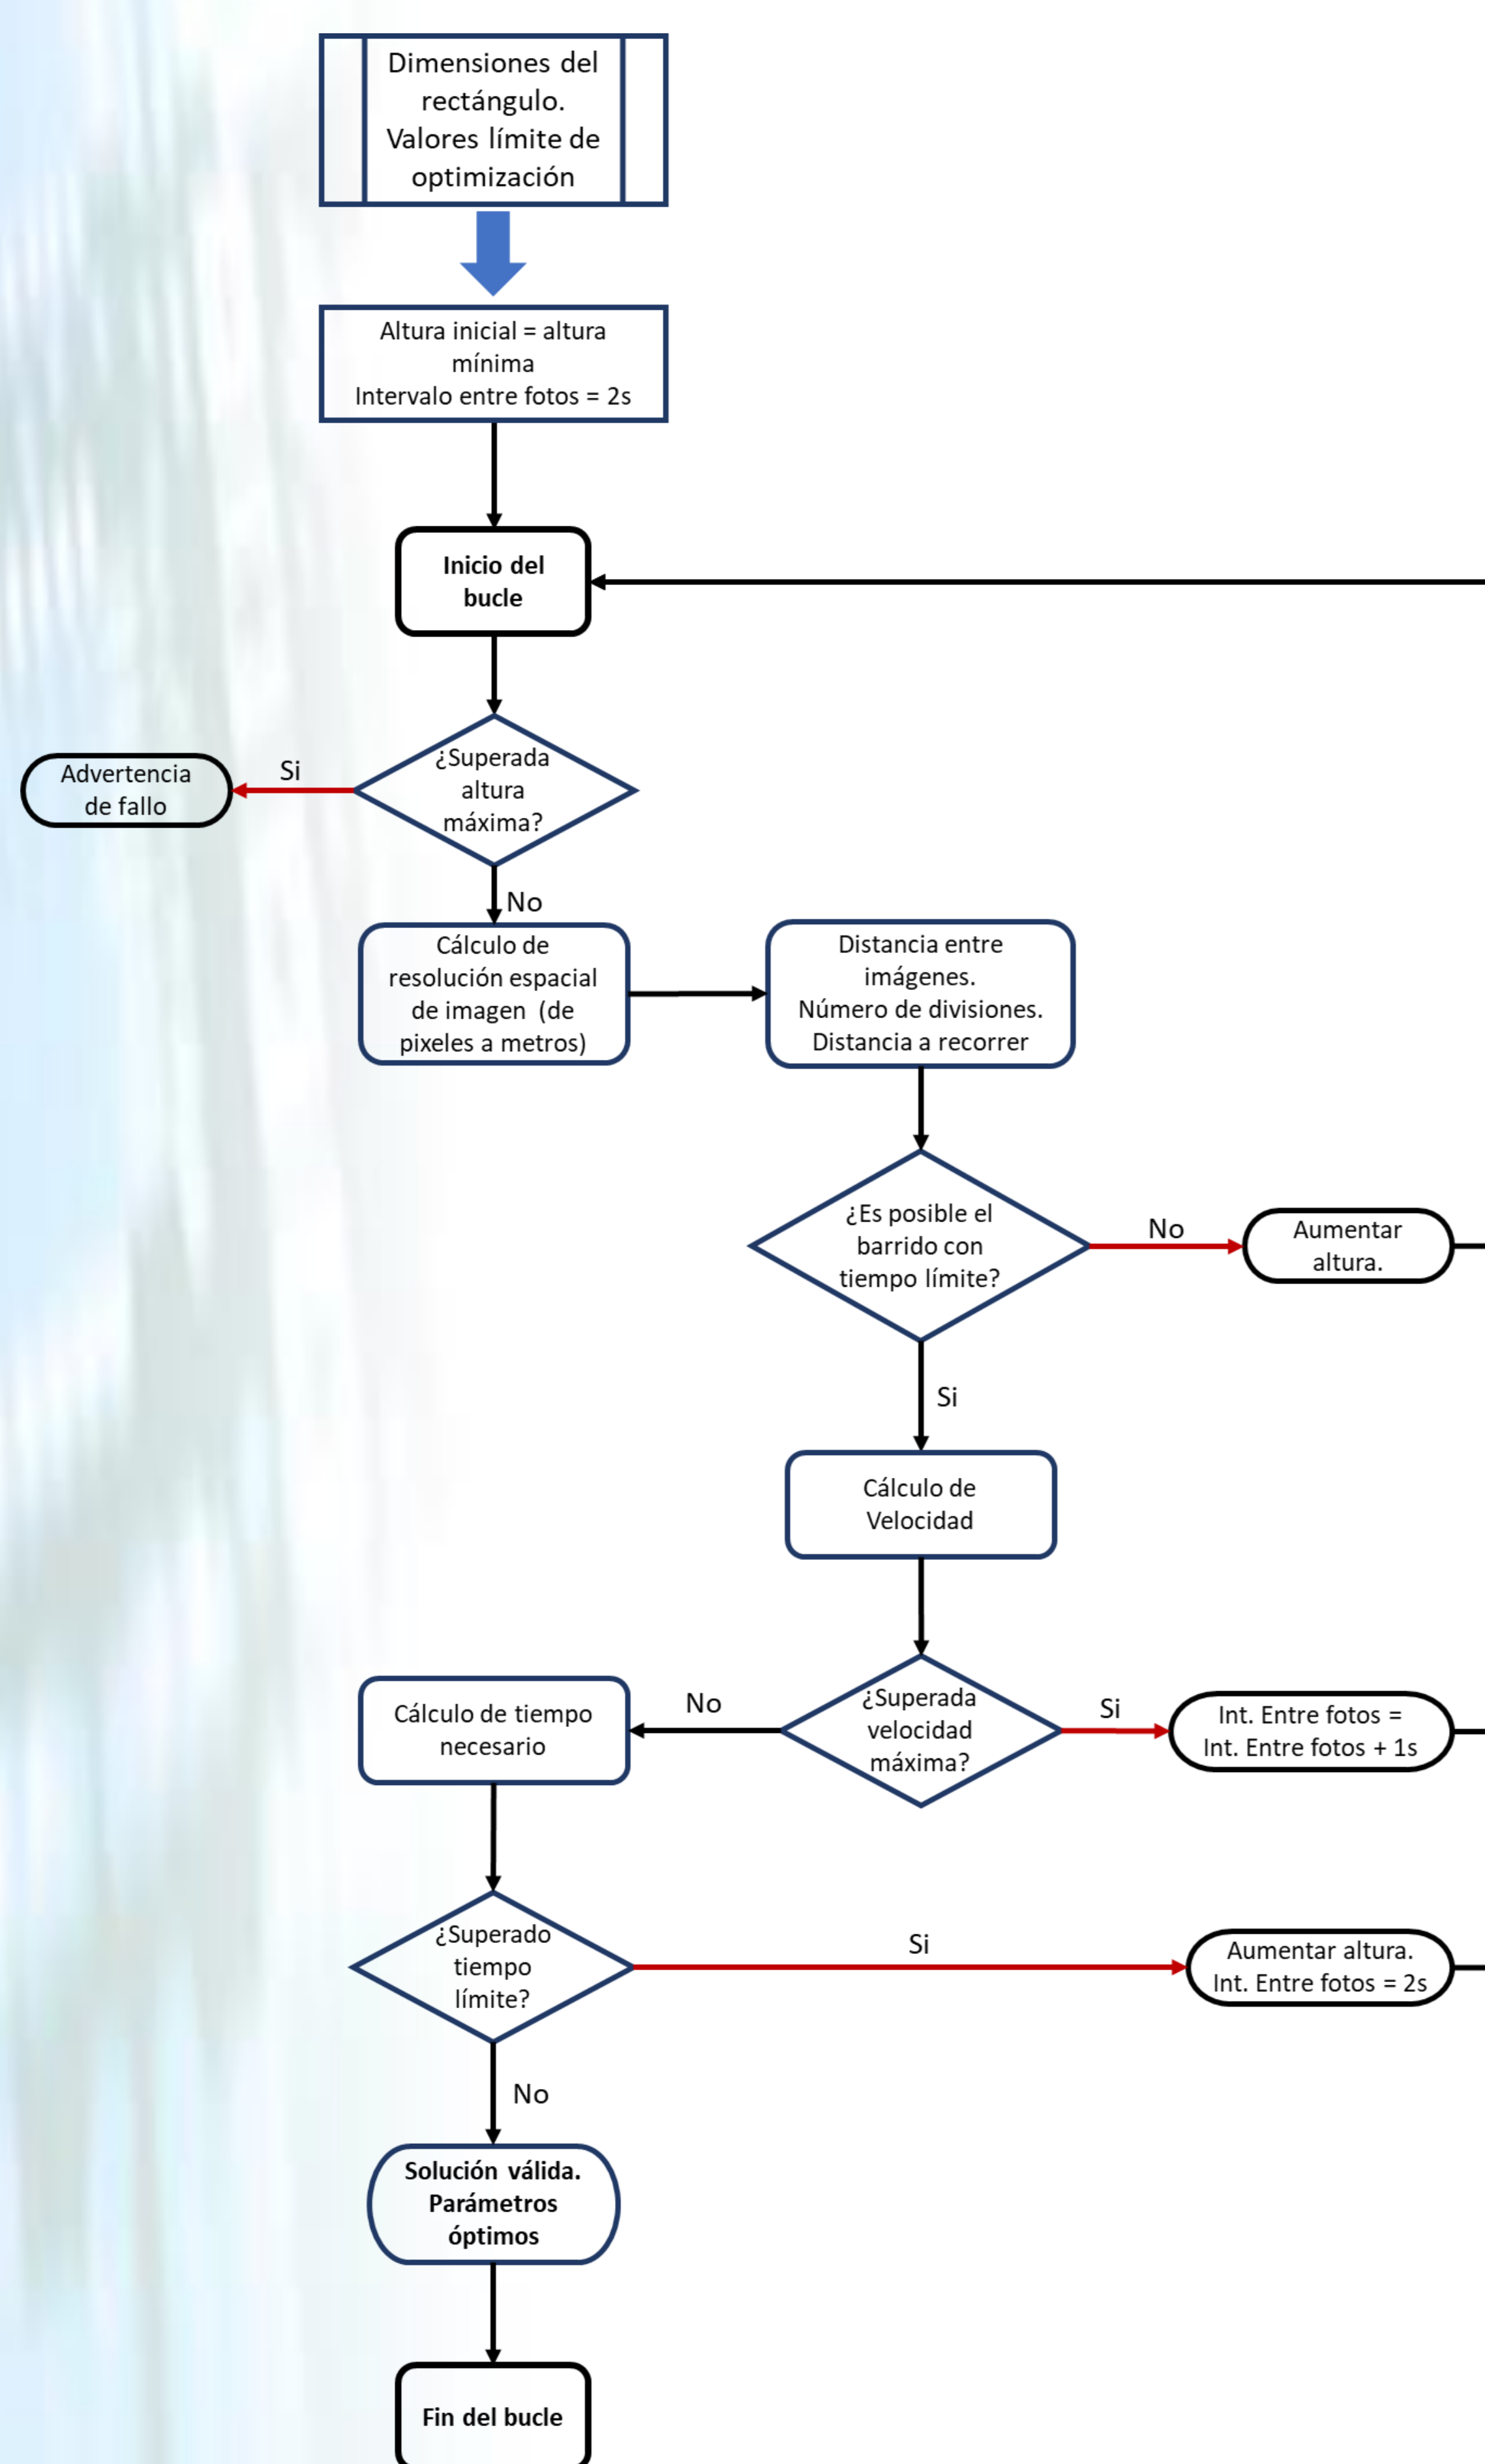 Dimensiones del
rectángulo.
Valores límite de
optimización
Altura inicial = altura
mínima
Intervalo entre fotos = 2s
Inicio del
bucle
¿Superada
altura
máxima?
Si
Advertencia
de fallo
No
Cálculo de
resolución espacial
de imagen (de
pixeles a metros)
Distancia entre
imágenes.
Número de divisiones.
Distancia a recorrer
¿Es posible el
barrido con
tiempo límite?
No
Aumentar
altura.
Si
Cálculo de
Velocidad
¿Superada
velocidad
máxima?
Si
Int. Entre fotos =
Int. Entre fotos + 1s
No
Cálculo de tiempo
necesario
¿Superado
tiempo
límite?
Si
Aumentar altura.
Int. Entre fotos = 2s
No
Solución válida.
Parámetros
óptimos
Fin del bucle